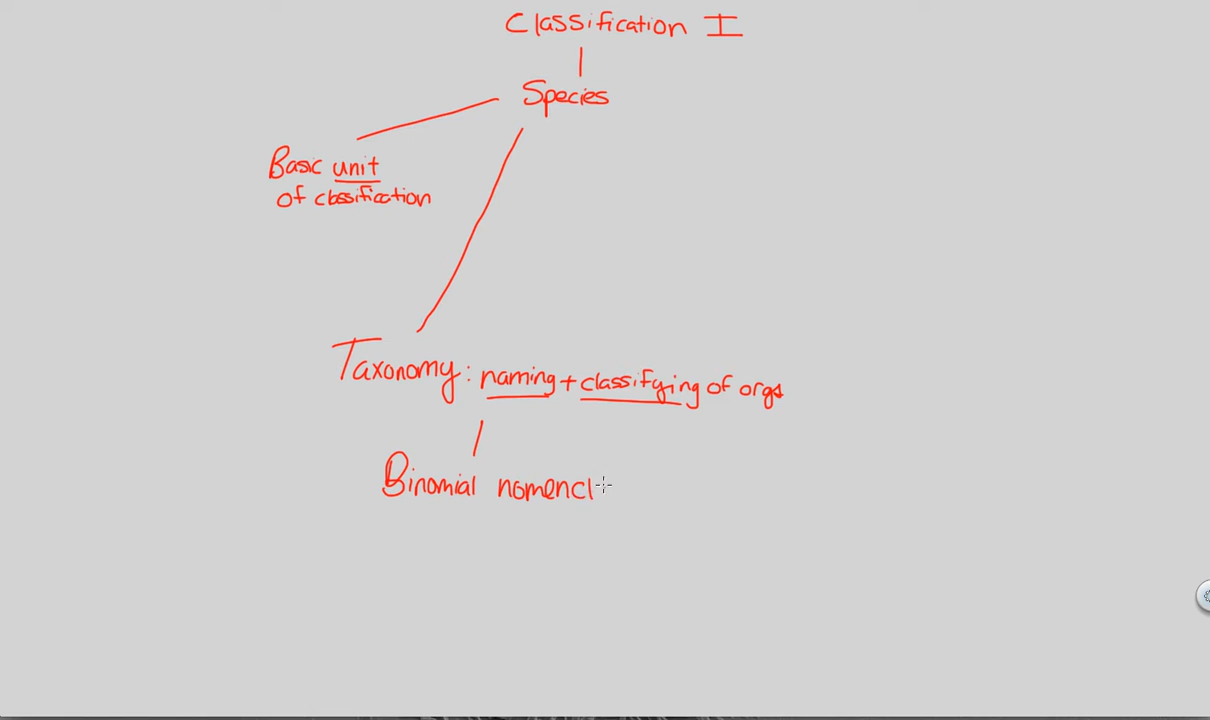 Classification I
Species
Basic unit
of classification
Taxonomy: naming + classifying of orgs
Binomial nomencl